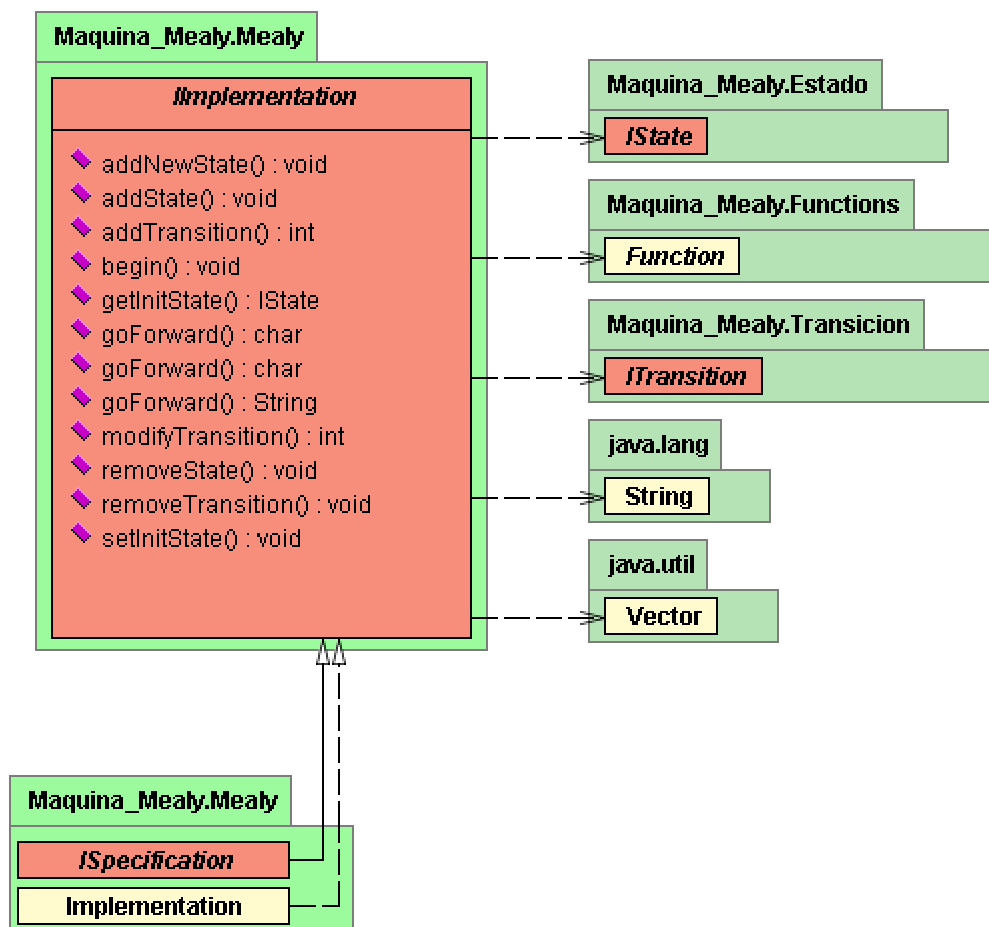 Maquina_Mealy.Mealy
IImplementation
addNewState() : void
addState() : void
addTransition() : int
begin() : void
getInitState() : IState
goForward() : char
goForward() : char
goForward() : String
modifyTransition() : int
removeState() : void
removeTransition() : void
setInitState() : void
Maquina_Mealy.Estado
IState
Maquina_Mealy.Functions
Function
Maquina_Mealy.Transicion
ITransition
java.lang
String
java.util
Vector
Maquina_Mealy.Mealy
ISpecification
Implementation